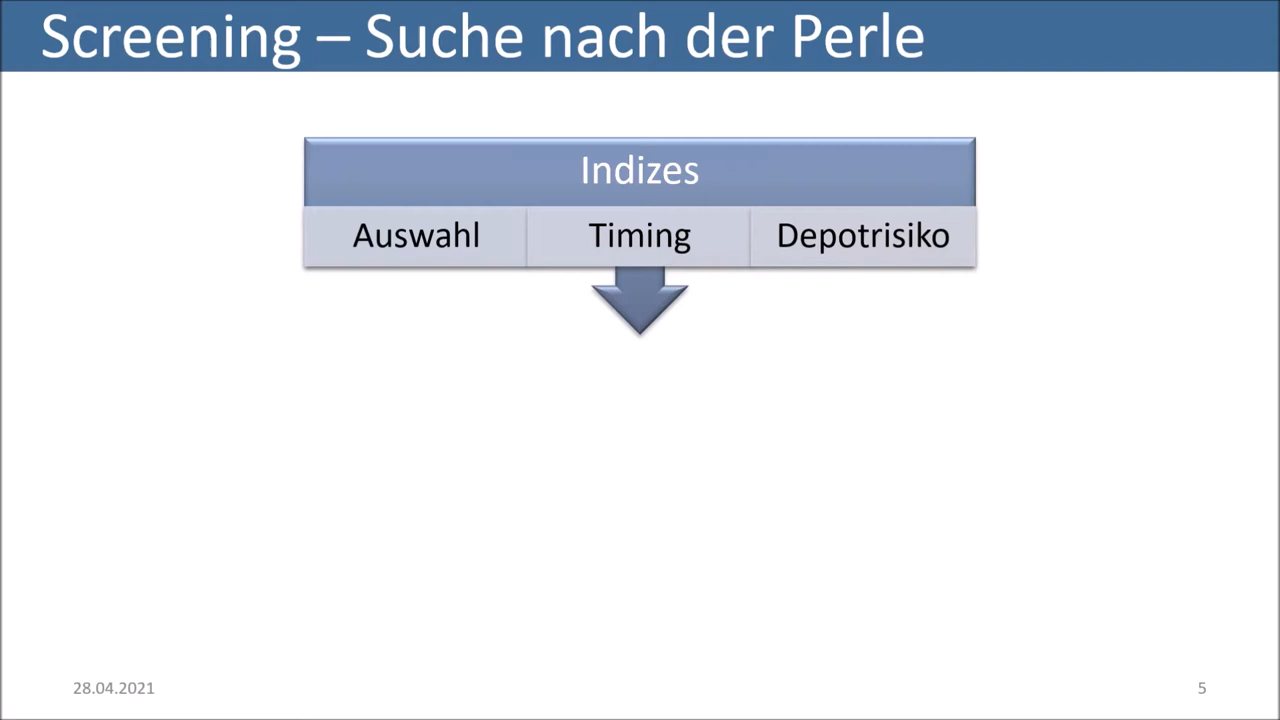 Screening – Suche nach der Perle
Indizes
Auswahl Timing Depotrisiko
28.04.2021 5